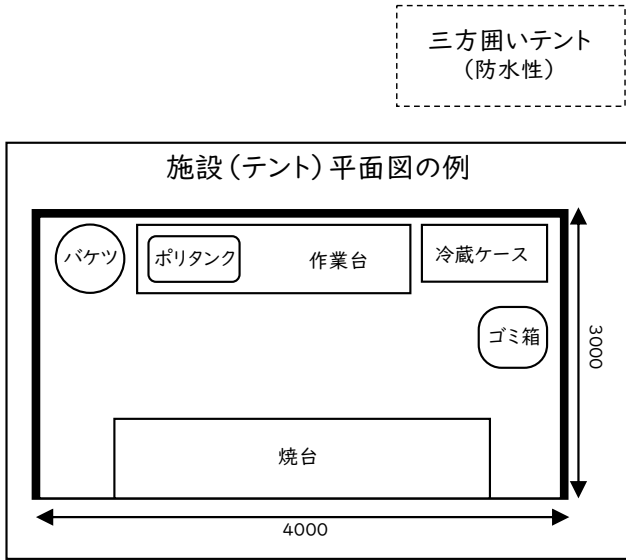 三方囲いテント
(防水性)
施設(テント)平面図の例
バケツ
ポリタンク
作業台
冷蔵ケース
ゴミ箱
3000
焼台
4000